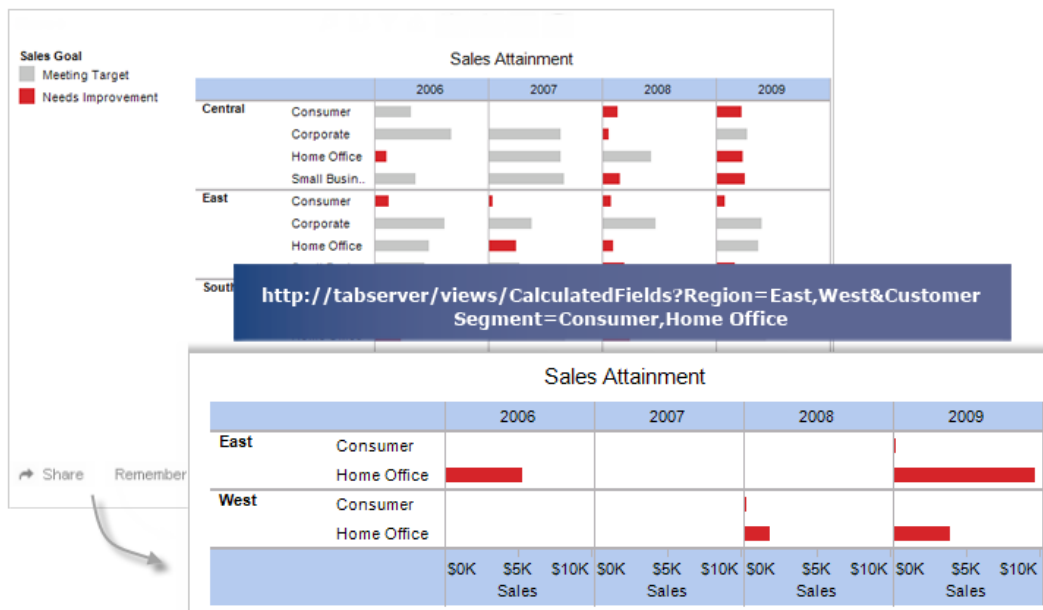 Sales Goal
Meeting Target
Needs Improvement
Sales Attainment
2006 2007 2008 2009
Central Consumer
Corporate
Home Office
Small Busin..
East Consumer
Corporate
Home Office
South
http://tabserver/views/CalculatedFields?Region=East,West&Customer
Segment=Consumer,Home Office
Share Remember
Sales Attainment
2006 2007 2008 2009
East Consumer
Home Office
West Consumer
Home Office
$0K $5K $10K $0K $5K $10K $0K $5K $10K $0K $5K $10K
Sales Sales Sales Sales